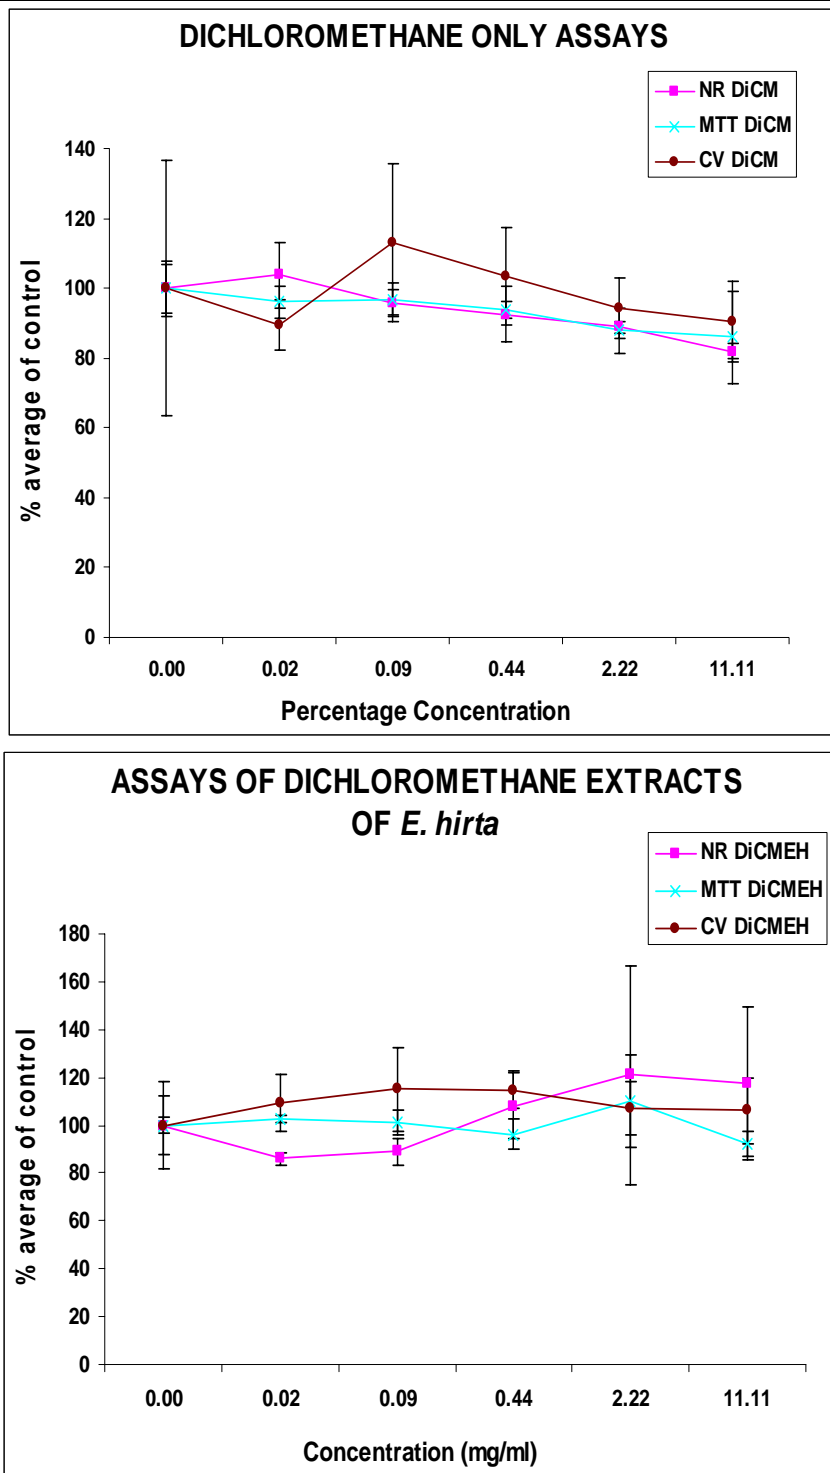 DICHLOROMETHANE ONLY ASSAYS
NR DiCM
MTT DiCM
CV DiCM
140
120
100
80
60
40
20
0
% average of control
0.00 0.02 0.09 0.44 2.22 11.11
Percentage Concentration
ASSAYS OF DICHLOROMETHANE EXTRACTS
OF E. hirta
NR DiCMEH
MTT DiCMEH
CV DiCMEH
180
160
140
120
100
80
60
40
20
0
% average of control
0.00 0.02 0.09 0.44 2.22 11.11
Concentration (mg/ml)